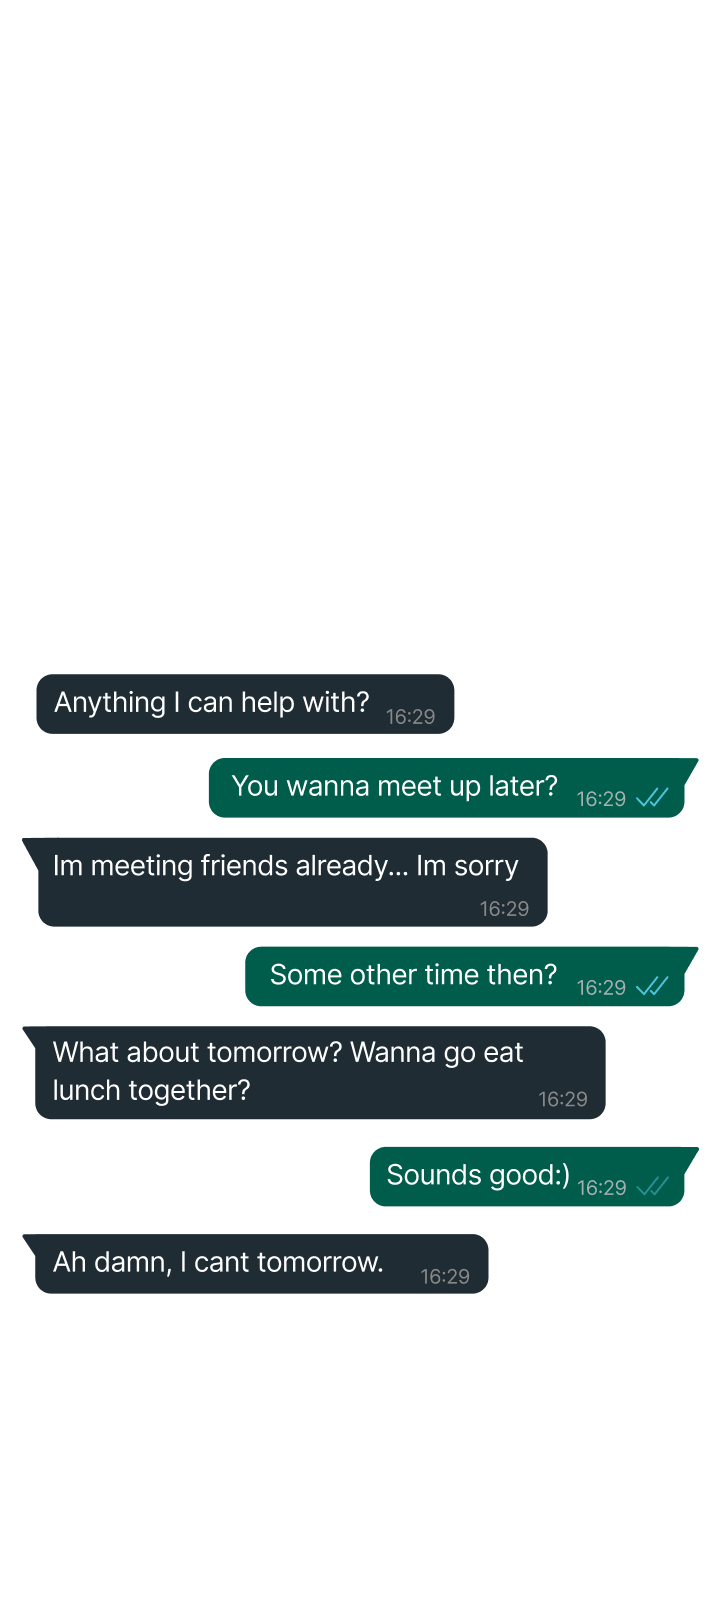 Anything I can help with?
16:29
You wanna meet up later?
16:29
Im meeting friends already... Im sorry
16:29
Some other time then?
16:29
What about tomorrow? Wanna go eat
lunch together?
16:29
Sounds good:)
16:29
Ah damn, I cant tomorrow.
16:29